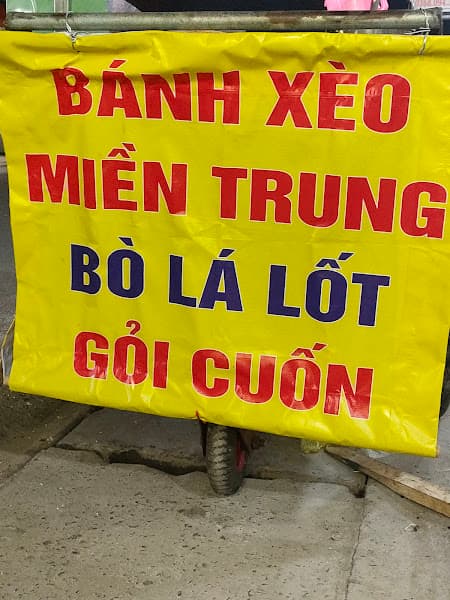 BÁNH XÈO
MIỀN TRUNG
BÒ LÁ LỐT
GỎI CUỐN